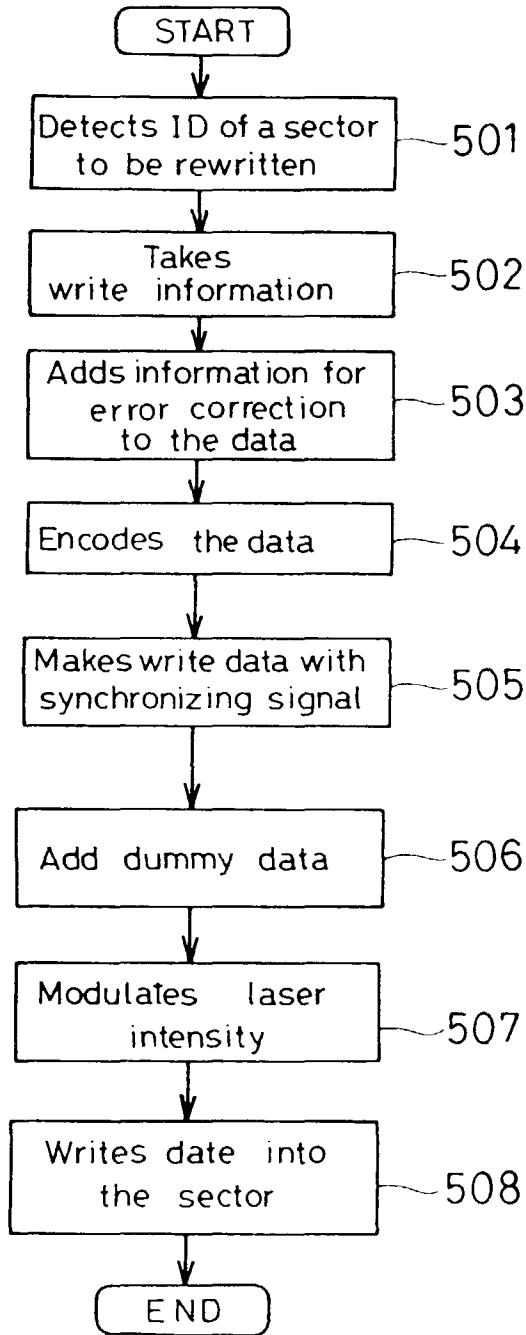 START
Detects ID of a sector
to be rewritten
501
Takes
write information
502
Adds information for
error correction
to the data
503
Encodes the data
504
Makes write data with
synchronizing signal
505
Add dummy data
506
Modulates laser
intensity
507
Writes date into
the sector
508
END